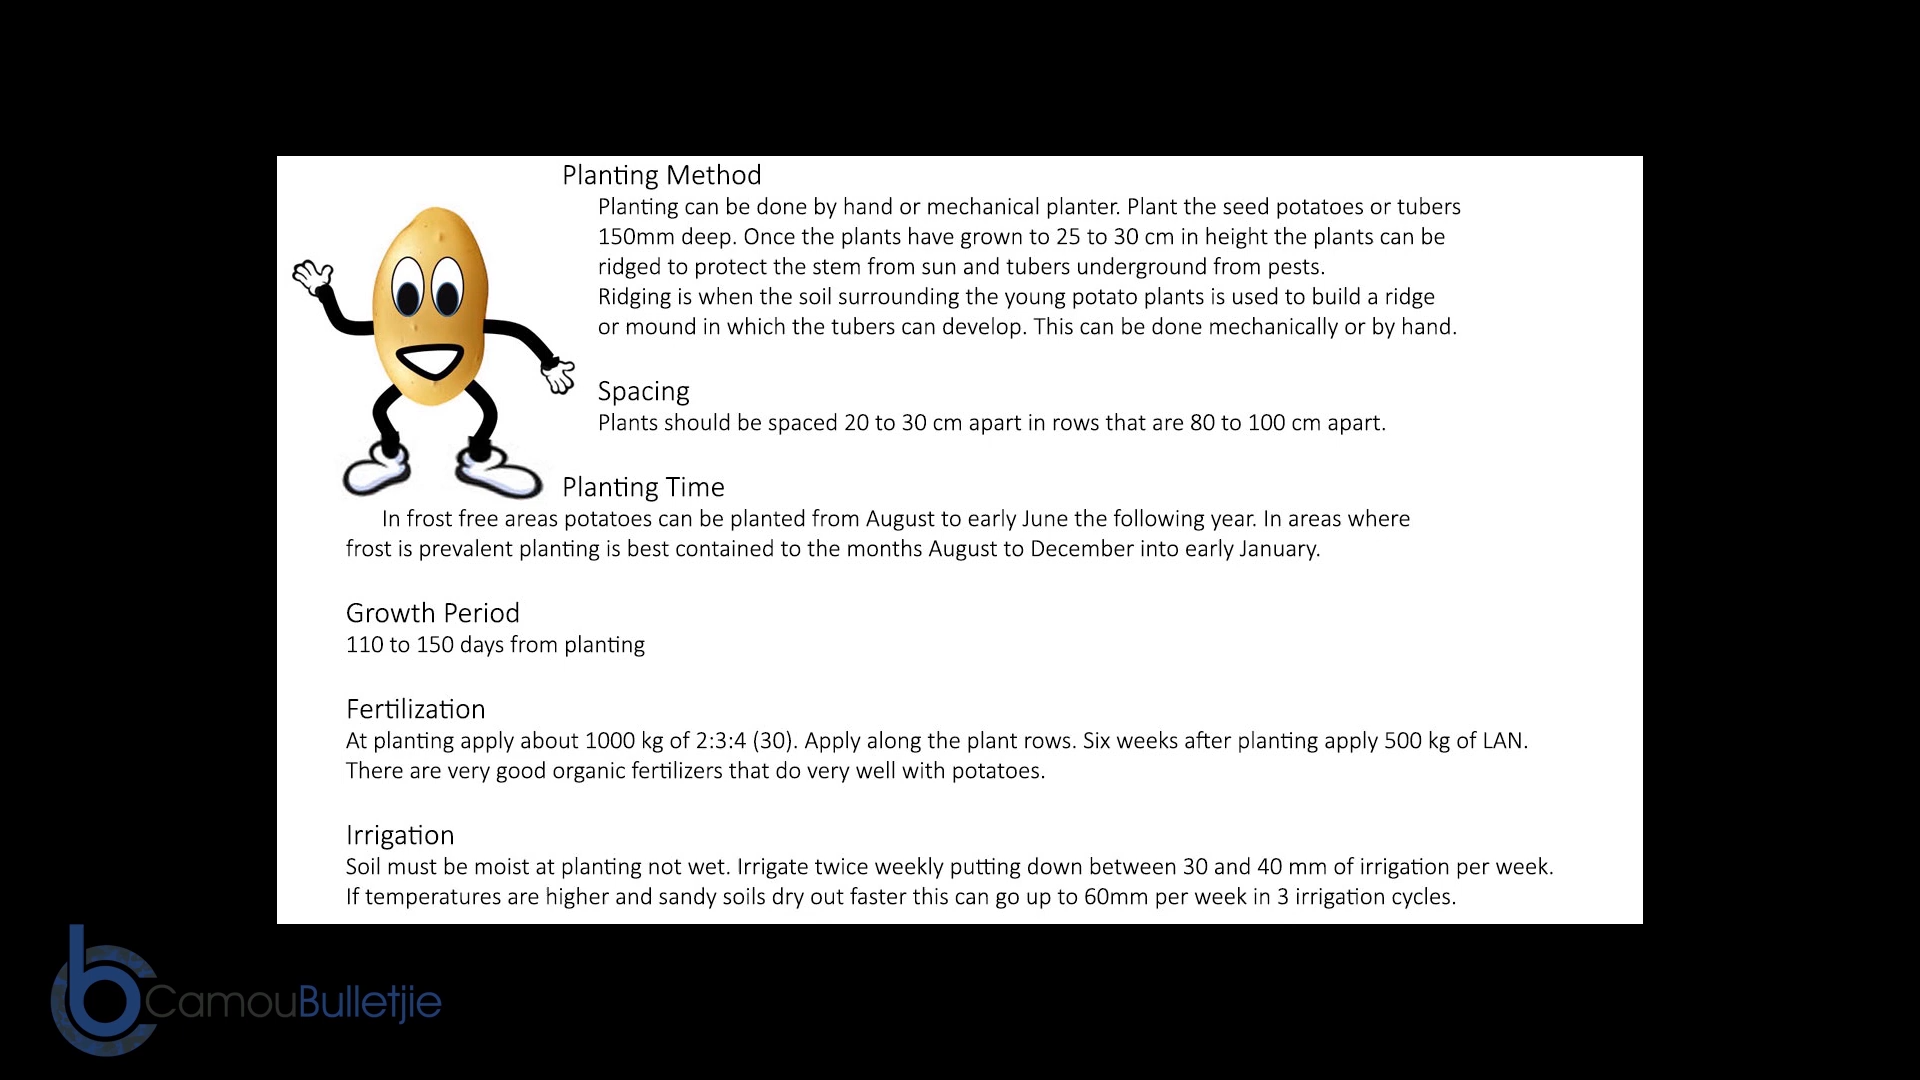 Planting Method
Planting can be done by hand or mechanical planter. Plant the seed potatoes or tubers
150mm deep. Once the plants have grown to 25 to 30 cm in height the plants can be
ridged to protect the stem from sun and tubers underground from pests.
Ridging is when the soil surrounding the young potato plants is used to build a ridge
or mound in which the tubers can develop. This can be done mechanically or by hand.
Spacing
Plants should be spaced 20 to 30 cm apart in rows that are 80 to 100 cm apart.
Planting Time
In frost free areas potatoes can be planted from August to early June the following year. In areas where
frost is prevalent planting is best contained to the months August to December into early January.
Growth Period
110 to 150 days from planting
Fertilization
At planting apply about 1000 kg of 2:3:4 (30). Apply along the plant rows. Six weeks after planting apply 500 kg of LAN.
There are very good organic fertilizers that do very well with potatoes.
Irrigation
Soil must be moist at planting not wet. Irrigate twice weekly putting down between 30 and 40 mm of irrigation per week.
If temperatures are higher and sandy soils dry out faster this can go up to 60mm per week in 3 irrigation cycles.
CamouBulletjie